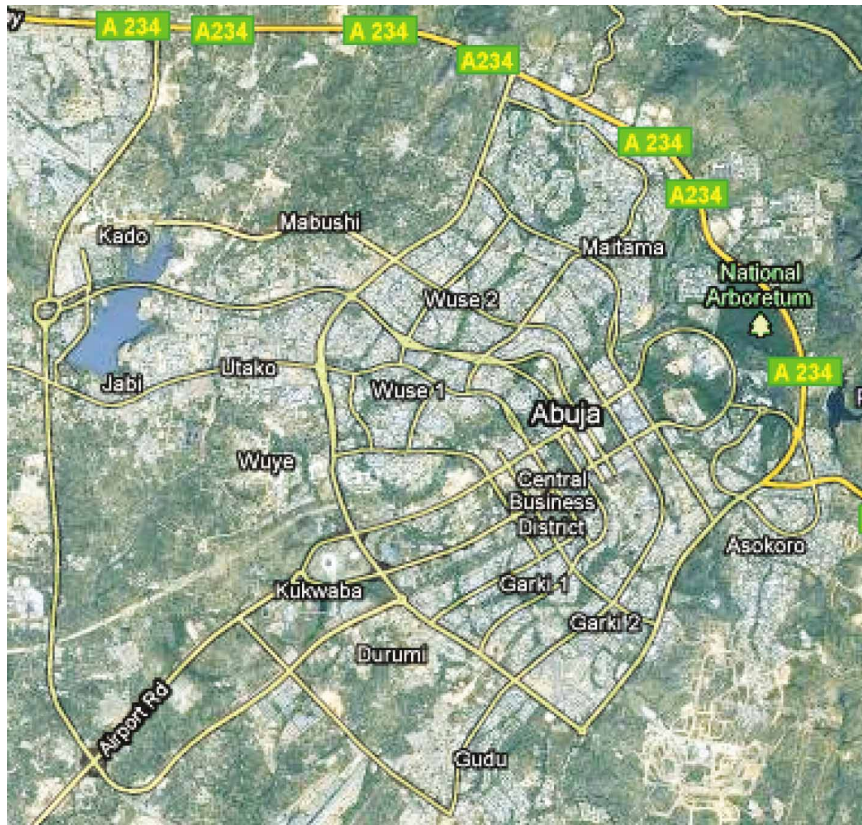 A 234
A234
A 234
A234
A 234
A234
Kado
Mabushi
Maitama
National
Arboretum
Wuse 2
A 234
Utako
Jabi
Wuse 1
Abuja
Wuye
Central
Business
District
Asokoro
Kukwaba
Garki 1
Garki 2
Durumi
Airport Rd
Gudu